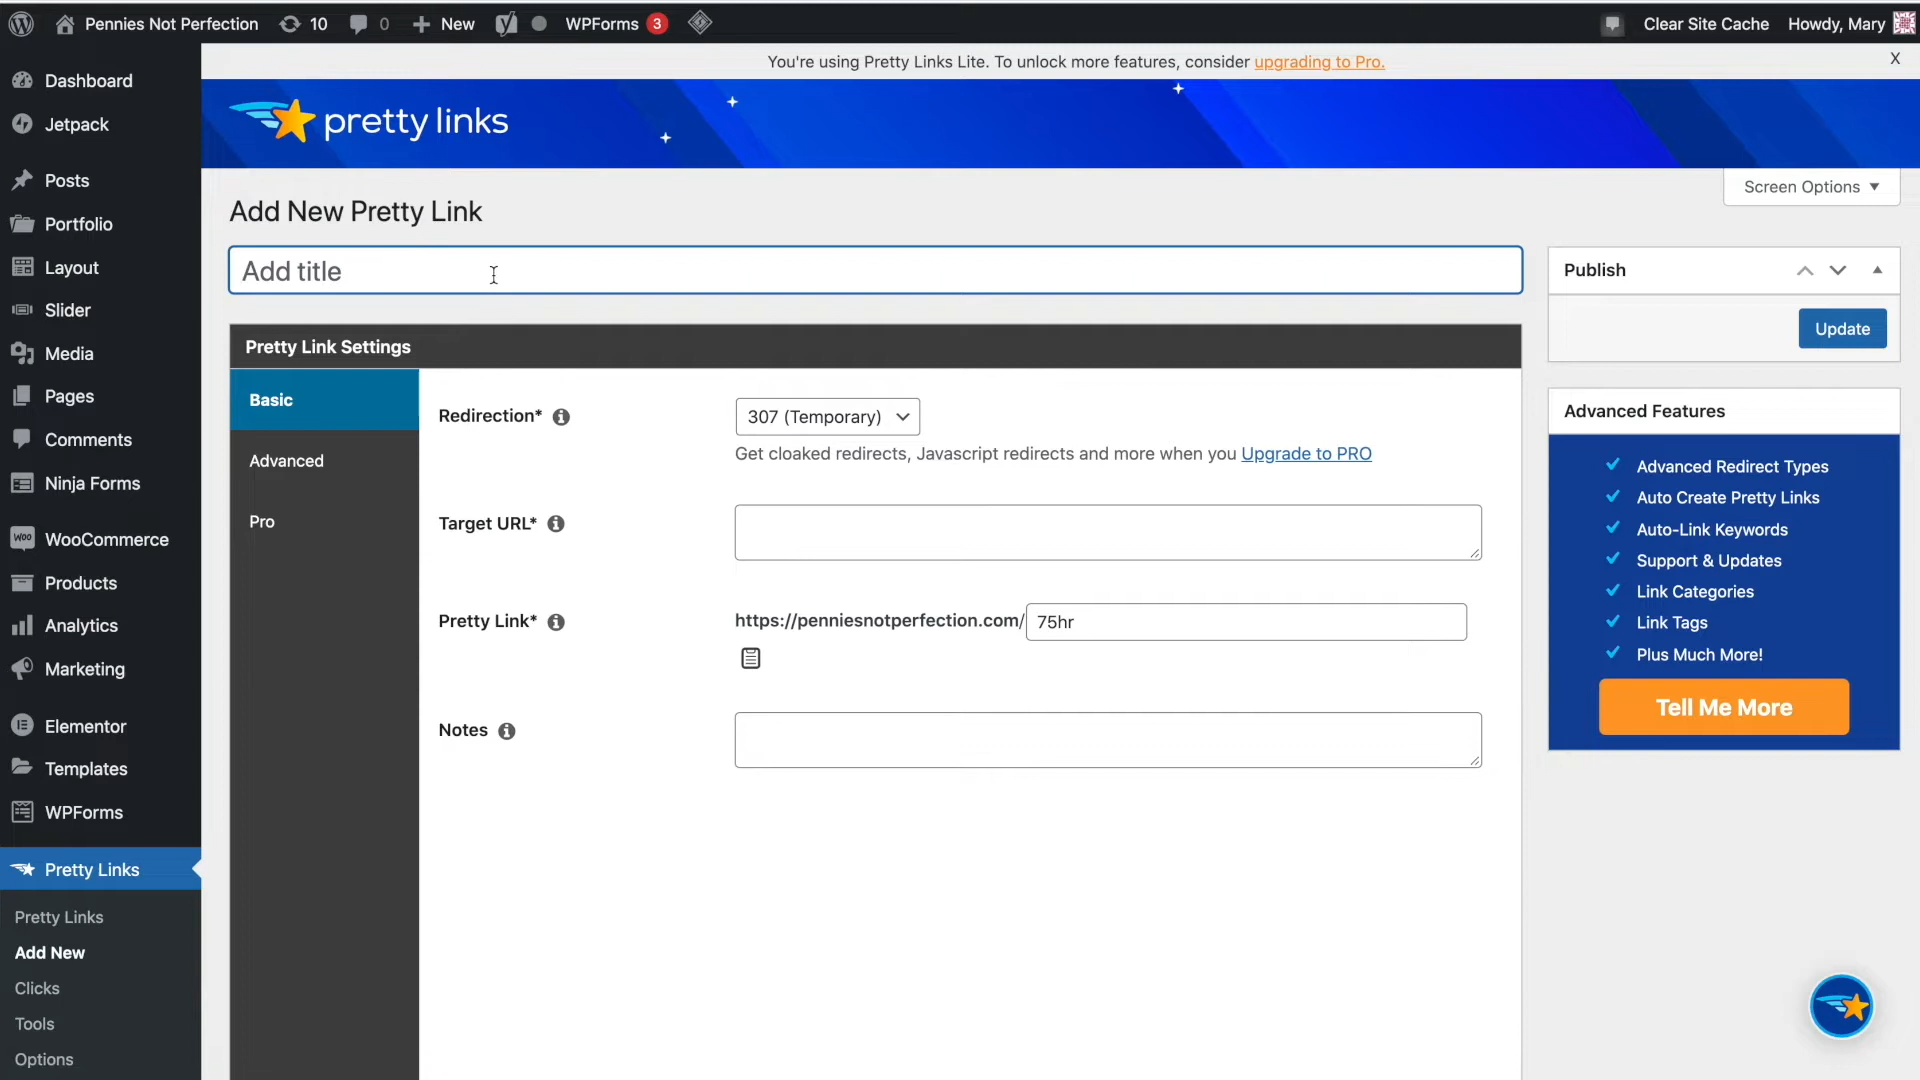 Pennies Not Perfection 10 0 New WPForms 3 Clear Site Cache Howdy, Mary
You're using Pretty Links Lite. To unlock more features, consider upgrading to Pro. X
pretty links
Dashboard
Jetpack
Posts
Portfolio
Layout
Slider
Media
Pages
Comments
Ninja Forms
WooCommerce
Products
Analytics
Marketing
Elementor
Templates
WPForms
Pretty Links
Pretty Links
Add New
Clicks
Tools
Options
Screen Options
Add New Pretty Link
Add title
Pretty Link Settings
Basic
Advanced
Pro
Redirection* 307 (Temporary)
Get cloaked redirects, Javascript redirects and more when you Upgrade to PRO
Target URL*
Pretty Link* https://penniesnotperfection.com/ 75hr
Notes
Publish
Update
Advanced Features
Advanced Redirect Types
Auto Create Pretty Links
Auto-Link Keywords
Support & Updates
Link Categories
Link Tags
Plus Much More!
Tell Me More